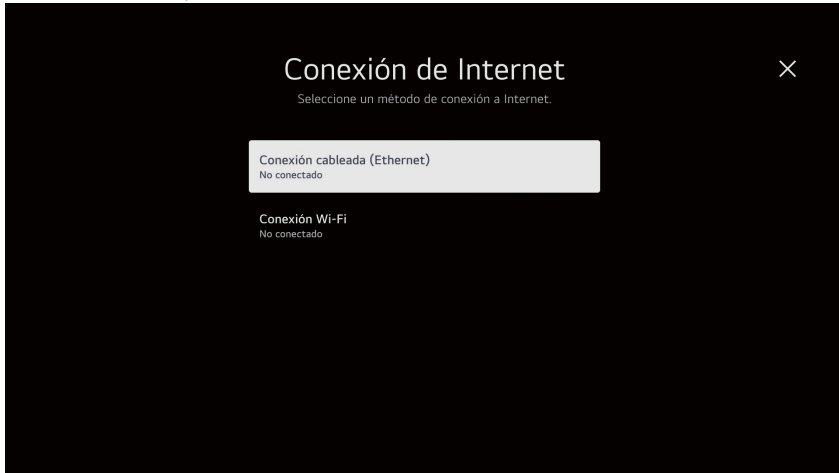 Conexión de Internet
Seleccione un método de conexión a Internet.
Conexión cableada (Ethernet)
No conectado
Conexión Wi-Fi
No conectado